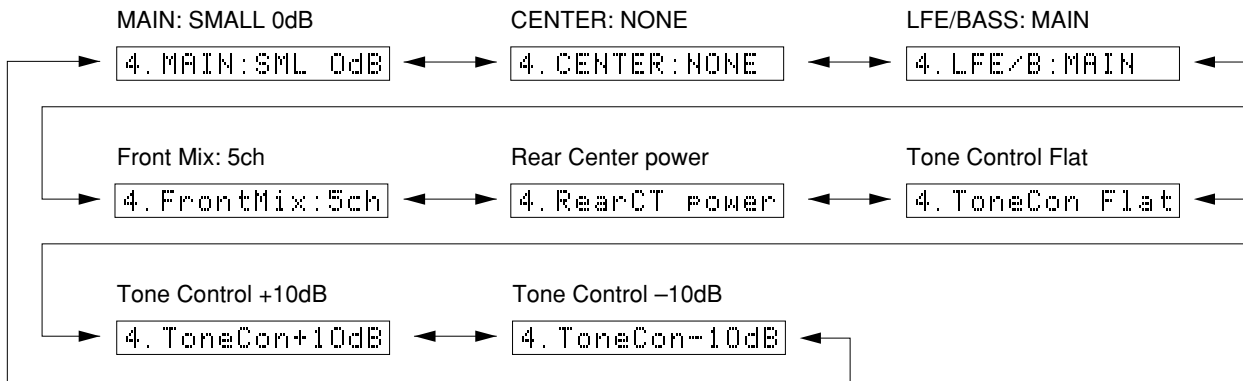 MAIN: SMALL 0dB CENTER: NONE LFE/BASS: MAIN
4. MAIN:SML 0dB 4. CENTER:NONE 4. LFE/B:MAIN
Front Mix: 5ch Rear Center power Tone Control Flat
4. FrontMix:5ch 4. RearCT power 4. ToneCon Flat
Tone Control +10dB Tone Control –10dB
4. ToneCon+10dB 4. ToneCon-10dB